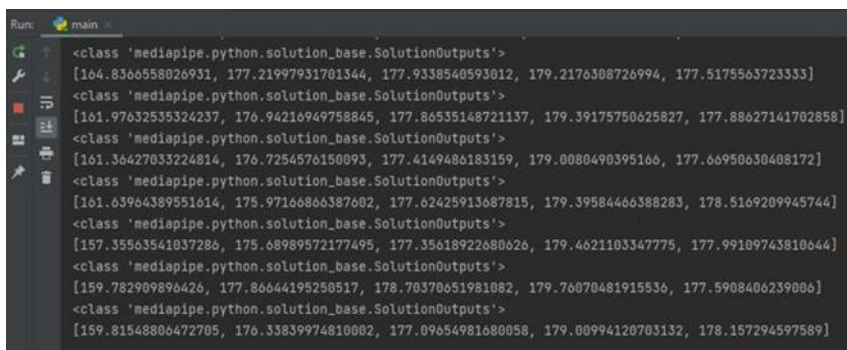 Run: main ×
<class 'mediapipe.python.solution_base.SolutionOutputs'>
[164.8366558026931, 177.21997931701344, 177.9338540593012, 179.2176308726994, 177.5175563723333]
<class 'mediapipe.python.solution_base.SolutionOutputs'>
[161.97632535324237, 176.94216949758845, 177.86535148721137, 179.39175750625827, 177.88627141702858]
<class 'mediapipe.python.solution_base.SolutionOutputs'>
[161.36427033224814, 176.7254576150093, 177.4149486183159, 179.0080490395166, 177.66950630408172]
<class 'mediapipe.python.solution_base.SolutionOutputs'>
[161.63964389551614, 175.97166866387602, 177.62425913687815, 179.39584466388283, 178.5169209945744]
<class 'mediapipe.python.solution_base.SolutionOutputs'>
[157.35563541037286, 175.68989572177495, 177.35618922680626, 179.4621103347775, 177.99109743810644]
<class 'mediapipe.python.solution_base.SolutionOutputs'>
[159.782909896426, 177.86644195250517, 178.70370651981082, 179.76070481915536, 177.5908406239006]
<class 'mediapipe.python.solution_base.SolutionOutputs'>
[159.81548806472705, 176.33839974810002, 177.09654981680058, 179.00994120703132, 178.157294597589]